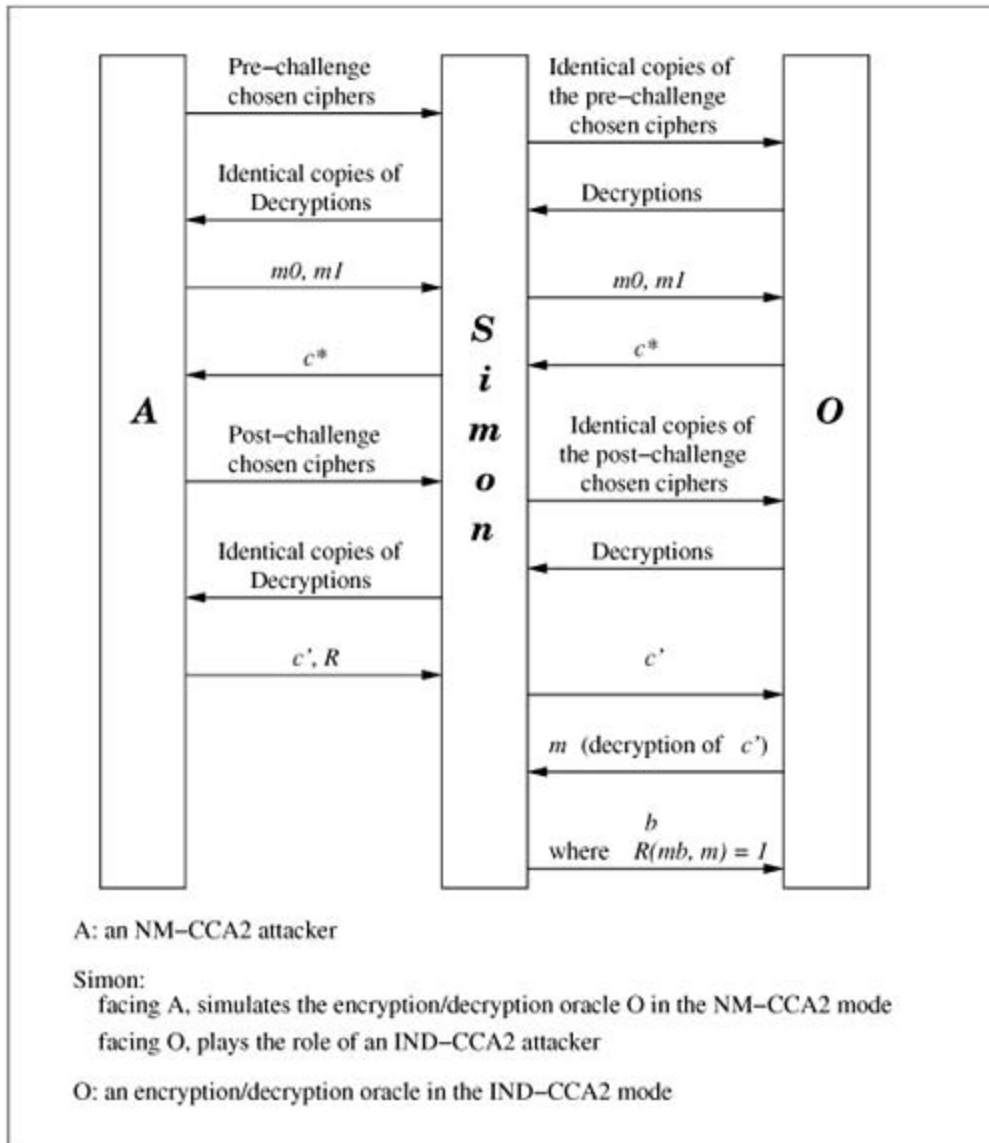 Pre-challenge
chosen ciphers
Identical copies of
the pre-challenge
chosen ciphers
Identical copies of
Decryptions
Decryptions
m0, m1
m0, m1
c*
c*
A
Simon
O
Post-challenge
chosen ciphers
Identical copies of
the post-challenge
chosen ciphers
Identical copies of
Decryptions
Decryptions
c', R
c'
m (decryption of c')
b
where R(mb, m) = 1
A: an NM-CCA2 attacker
Simon:
facing A, simulates the encryption/decryption oracle O in the NM-CCA2 mode
facing O, plays the role of an IND-CCA2 attacker
O: an encryption/decryption oracle in the IND-CCA2 mode